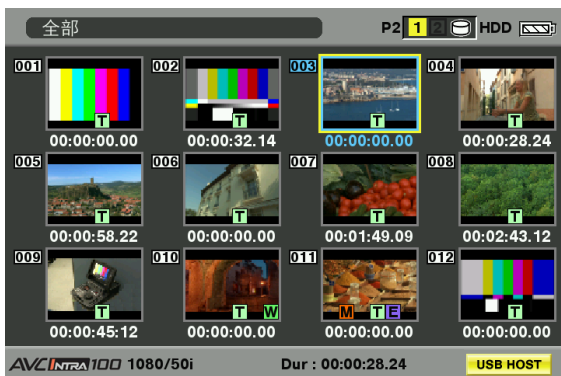 全部
P2 1 2 HDD
001 002 003 004
T T T T
00:00:00.00 00:00:32.14 00:00:00.00 00:00:28.24
005 006 007 008
T T T T
00:00:58.22 00:00:00.00 00:01:49.09 00:02:43.12
009 010 011 012
T T W M T E T
00:00:45:12 00:00:00.00 00:00:00.00 00:00:00.00
AVC INTRA 100 1080/50i Dur : 00:00:28.24 USB HOST